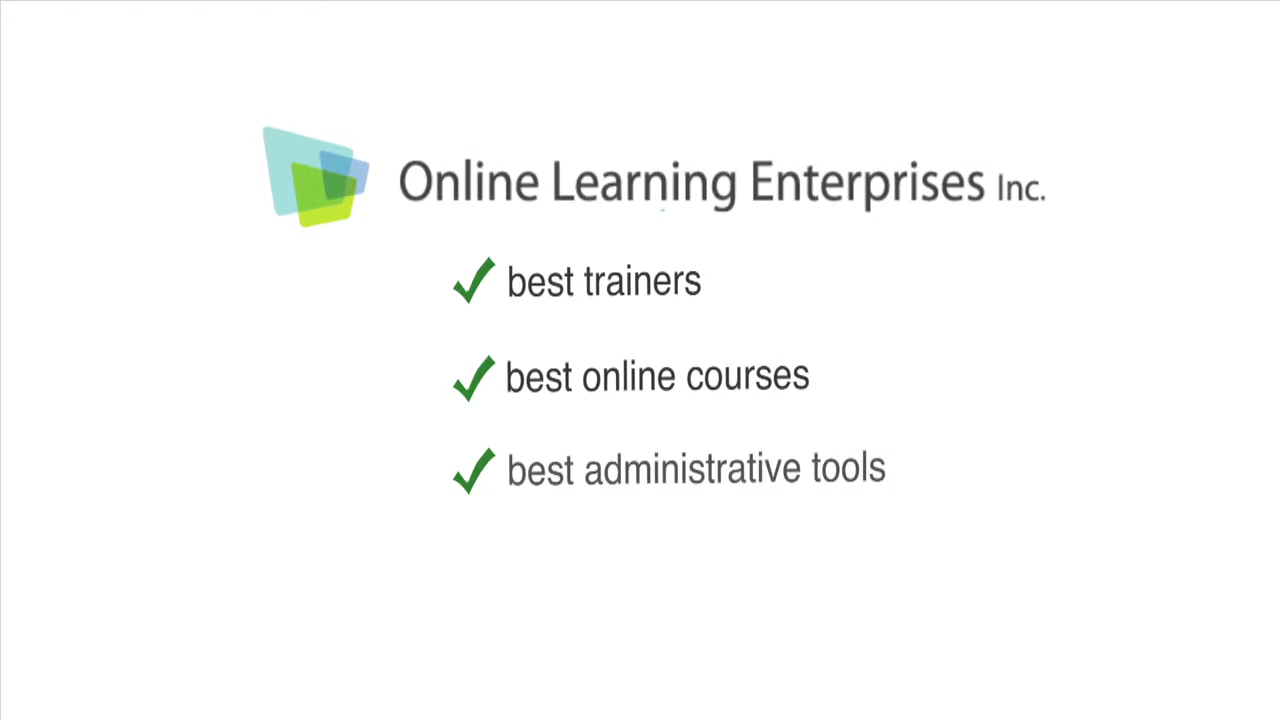 Online Learning Enterprises Inc.
best trainers
best online courses
best administrative tools